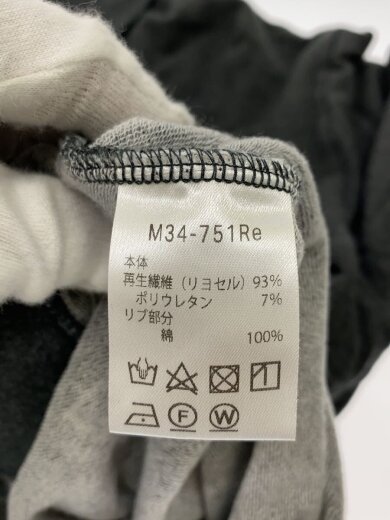 M34-751Re
本体
再生繊維（リヨセル）93%
ポリウレタン 7%
リブ部分
綿 100%
F W